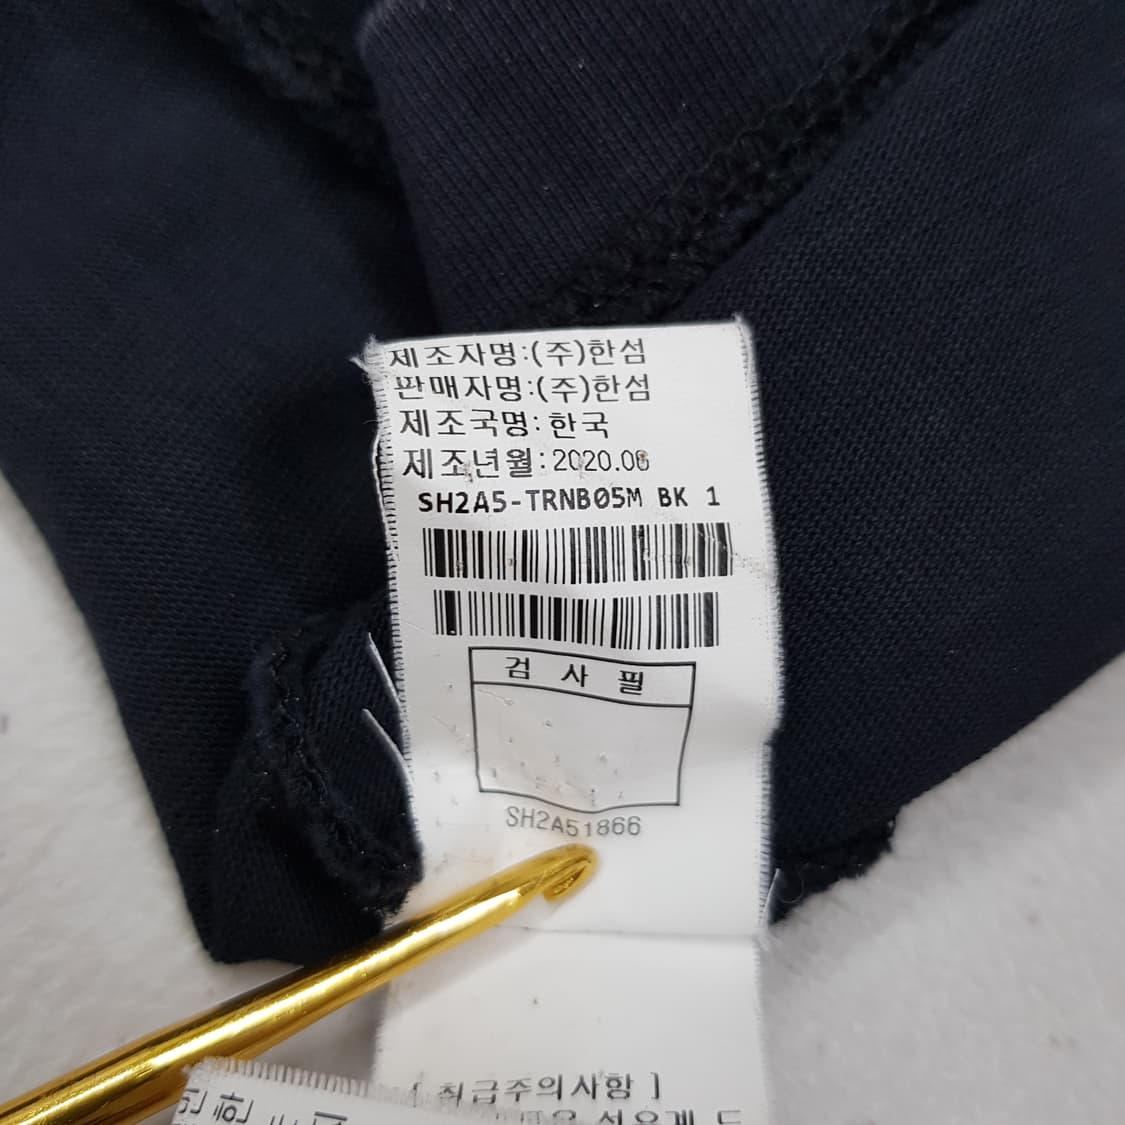 제조자명:(주)한섬
판매자명:(주)한섬
제조국명: 한국
제조년월:
SH2A5-TRNB05M BK 1
검 사 필
SH2A51866
[ 취급주의사항 ]